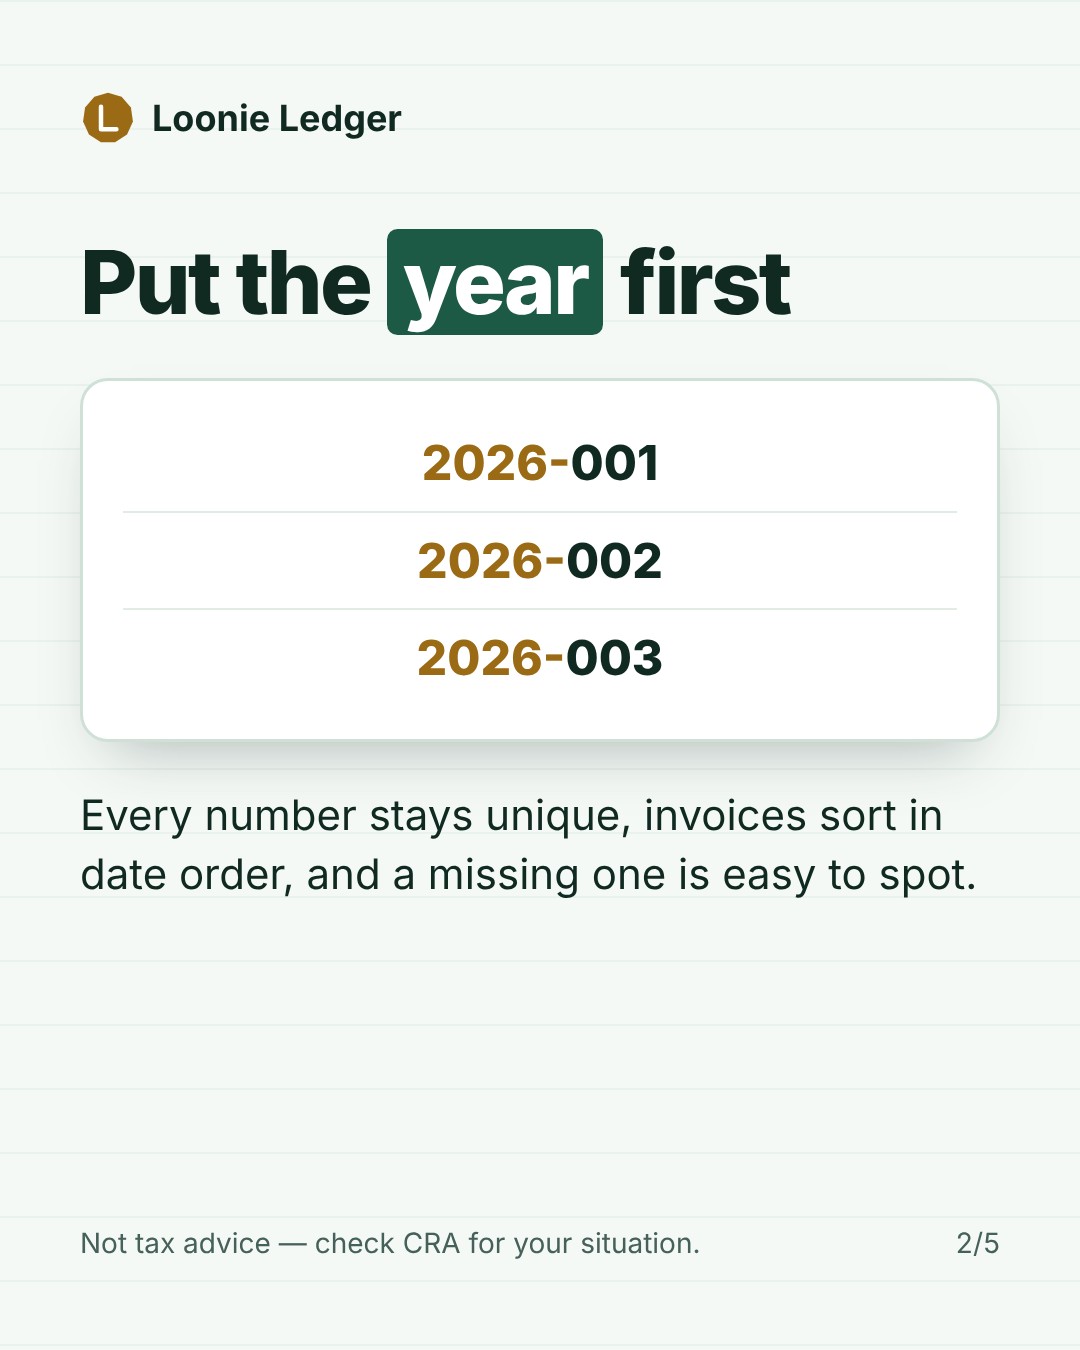 L Loonie Ledger
Put the year first
2026-001
2026-002
2026-003
Every number stays unique, invoices sort in
date order, and a missing one is easy to spot.
Not tax advice — check CRA for your situation.
2/5